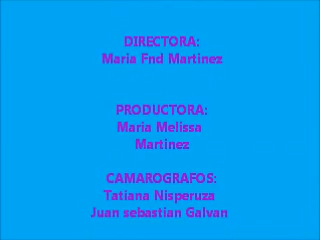 DIRECTORA:
Maria Fnd Martinez
PRODUCTORA:
Maria Melissa
Martinez
CAMAROGRAFOS:
Tatiana Nisperuza
Juan sebastian Galvan